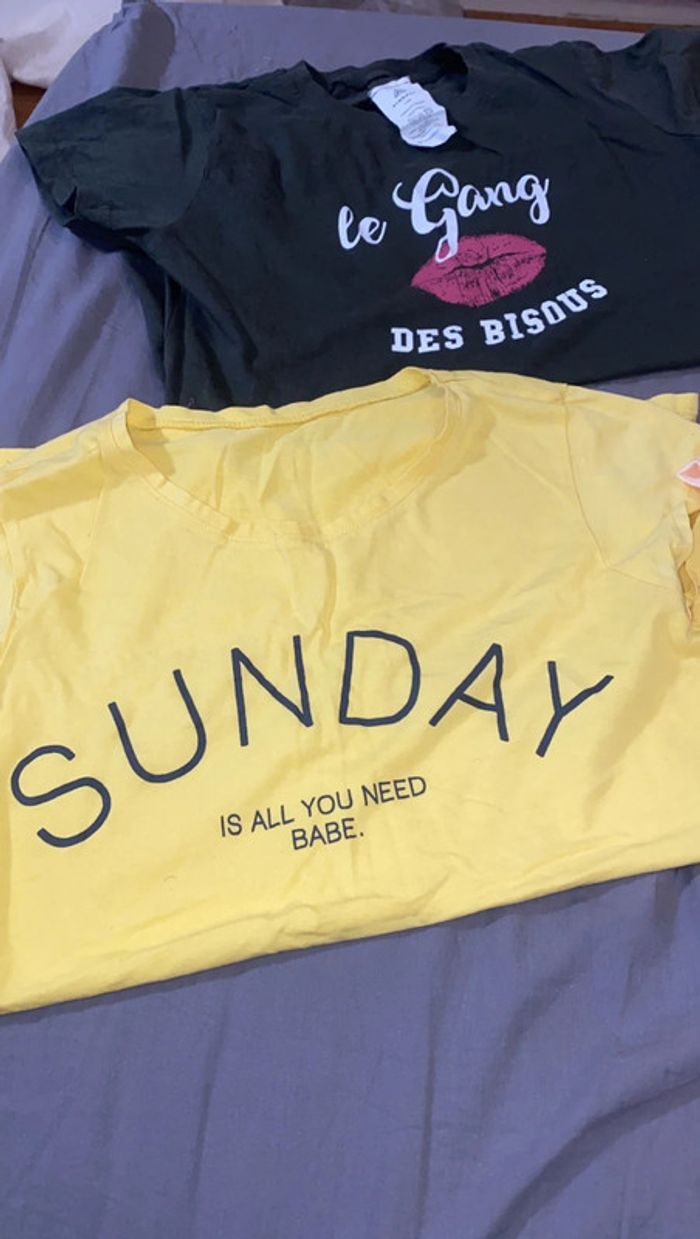 le Gang
DES BISOUS
SUNDAY
IS ALL YOU NEED
BABE.